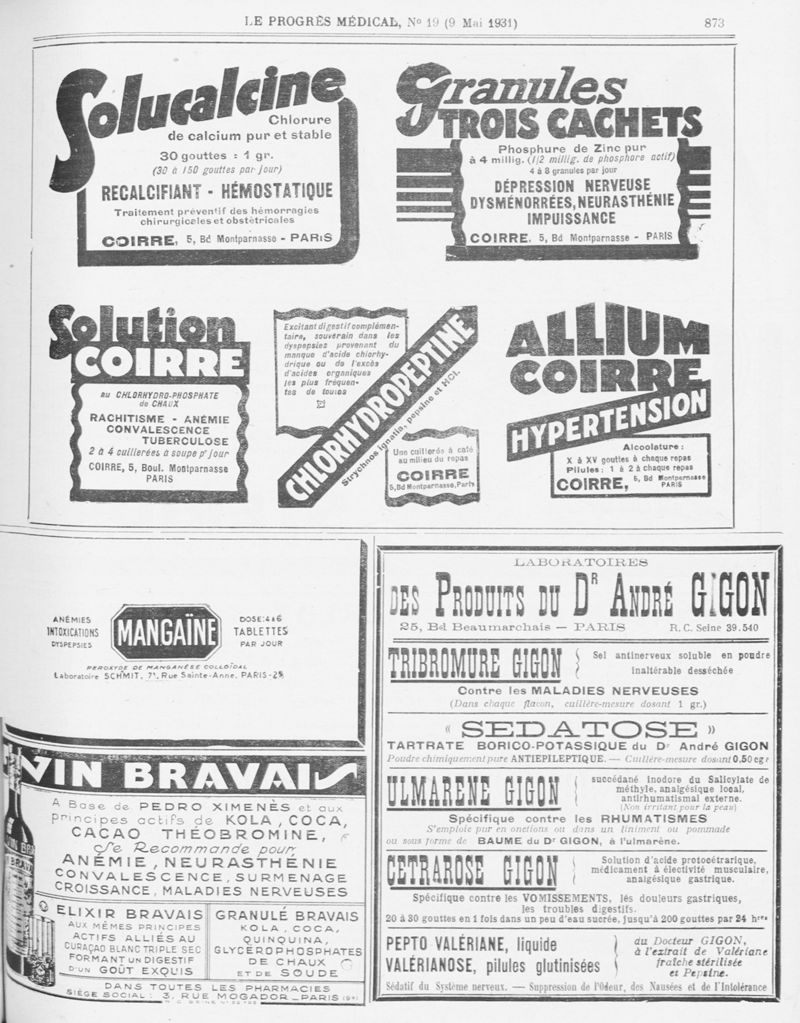 LE PROGRÈS MÉDICAL, No 19 (9 Mai 1931)
873
Solucalcine
Chlorure
de calcium pur et stable
30 gouttes : 1 gr.
(30 à 150 gouttes par jour)
RECALCIFIANT - HÉMOSTATIQUE
Traitement préventif des hémorragies
chirurgicales et obstétricales
COIRRE, 5, Bd Montparnasse - PARIS
Granules
TROIS CACHETS
Phosphure de Zinc pur
à 4 millig. (1/2 millig. de phosphore actif)
4 à 8 granules par jour
DÉPRESSION NERVEUSE
DYSMÉNORRÉES, NEURASTHÉNIE
IMPUISSANCE
COIRRE, 5, Bd Montparnasse - PARIS
Solution
COIRRE
au CHLORHYDRO-PHOSPHATE
de CHAUX
RACHITISME - ANÉMIE
CONVALESCENCE
TUBERCULOSE
2 à 4 cuillerées à soupe pr jour
COIRRE, 5, Boul. Montparnasse
PARIS
Excitant digestif complémen-
taire, souverain dans les
dyspepsies provenant du
manque d'acide chlorhy-
drique ou de l'excès
d'acides organiques
les plus fréquen-
tes de toutes
CHLORHYDROPEPTINE
Strychnos ignatia, pepsine et HCl.
Une cuillerée à café
au milieu du repas
COIRRE
5, Bd Montparnasse, Paris
ALLIUM
COIRRE
HYPERTENSION
Alcoolature :
X à XV gouttes à chaque repas
Pilules : 1 à 2 à chaque repas
COIRRE, 5, Bd Montparnasse
PARIS
ANÉMIES
INTOXICATIONS
DYSPEPSIES
MANGAÏNE
DOSE: 4 à 6
TABLETTES
PAR JOUR
PEROXYDE DE MANGANÈSE COLLOÏDAL
Laboratoire SCHMIT, 71, Rue Sainte-Anne, PARIS-2e
VIN BRAVAIS
A Base de PEDRO XIMENÈS et aux
principes actifs de KOLA, COCA,
CACAO THÉOBROMINE,
Se Recommande pour
ANÉMIE, NEURASTHÉNIE
CONVALESCENCE, SURMENAGE
CROISSANCE, MALADIES NERVEUSES
ELIXIR BRAVAIS
AUX MÊMES PRINCIPES
ACTIFS ALLIÉS AU
CURAÇAO BLANC TRIPLE SEC
FORMANT UN DIGESTIF
D'UN GOÛT EXQUIS
GRANULÉ BRAVAIS
KOLA, COCA,
QUINQUINA,
GLYCEROPHOSPHATES
DE CHAUX
ET DE SOUDE
DANS TOUTES LES PHARMACIES
SIÈGE SOCIAL: 3, RUE MOGADOR_PARIS
LABORATOIRES
DES PRODUITS DU Dr ANDRÉ GIGON
25, Bd Beaumarchais — PARIS R. C. Seine 39.540
TRIBROMURE GIGON
Sel antinerveux soluble en poudre
inaltérable desséchée
Contre les MALADIES NERVEUSES
(Dans chaque flacon, cuillère-mesure dosant 1 gr.)
« SEDATOSE »
TARTRATE BORICO-POTASSIQUE du Dr André GIGON
Poudre chimiquement pure ANTIEPILEPTIQUE. — Cuillère-mesure dosant 0,50 cgr
ULMARENE GIGON
succédané inodore du Salicylate de
méthyle, analgésique local,
antirhumatismal externe.
(Non irritant pour la peau)
Spécifique contre les RHUMATISMES
S'emploie pur en onctions ou dans un liniment ou pommade
ou sous forme de BAUME du Dr GIGON, à l'ulmarène.
CETRAROSE GIGON
Solution d'acide protocétrarique,
médicament à électivité musculaire,
analgésique gastrique.
Spécifique contre les VOMISSEMENTS, les douleurs gastriques,
les troubles digestifs.
20 à 30 gouttes en 1 fois dans un peu d'eau sucrée, jusqu'à 200 gouttes par 24 hres
PEPTO VALÉRIANE, liquide
VALÉRIANOSE, pilules glutinisées
du Docteur GIGON,
à l'extrait de Valériane
fraîche stérilisée
et Pepsine.
Sédatif du Système nerveux. — Suppression de l'Odeur, des Nausées et de l'Intolérance